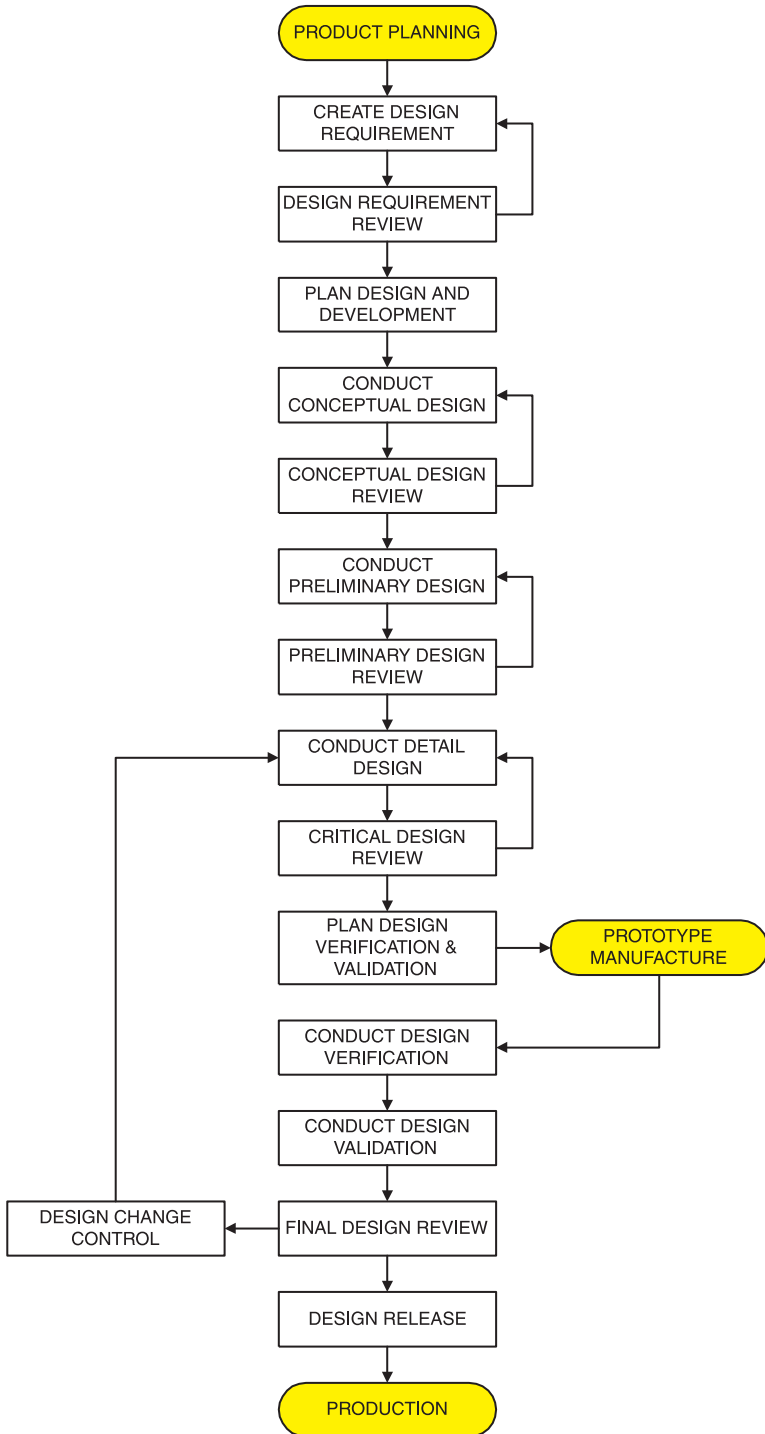 PRODUCT PLANNING
CREATE DESIGN
REQUIREMENT
DESIGN REQUIREMENT
REVIEW
PLAN DESIGN AND
DEVELOPMENT
CONDUCT
CONCEPTUAL DESIGN
CONCEPTUAL DESIGN
REVIEW
CONDUCT
PRELIMINARY DESIGN
PRELIMINARY DESIGN
REVIEW
CONDUCT DETAIL
DESIGN
CRITICAL DESIGN
REVIEW
PLAN DESIGN
VERIFICATION &
VALIDATION
PROTOTYPE
MANUFACTURE
CONDUCT DESIGN
VERIFICATION
CONDUCT DESIGN
VALIDATION
DESIGN CHANGE
CONTROL
FINAL DESIGN REVIEW
DESIGN RELEASE
PRODUCTION